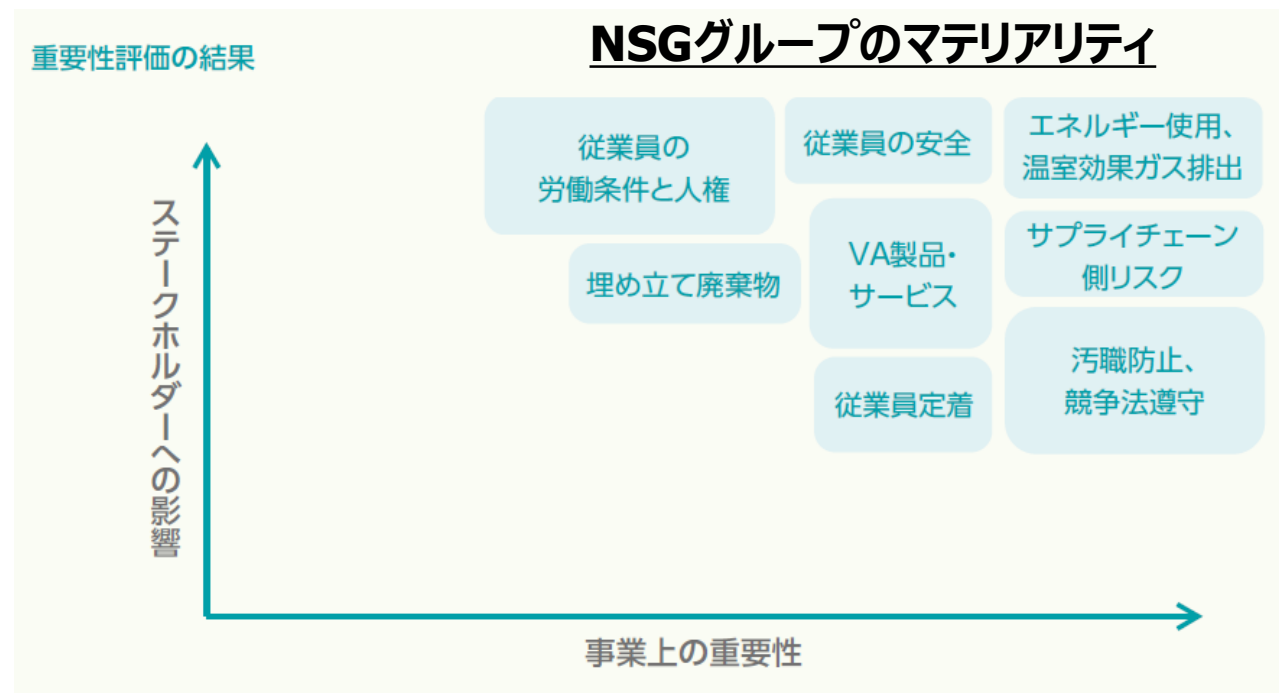 重要性評価の結果
NSGグループのマテリアリティ
従業員の
労働条件と人権
従業員の安全
エネルギー使用、
温室効果ガス排出
埋め立て廃棄物
VA製品・
サービス
サプライチェーン
側リスク
従業員定着
汚職防止、
競争法遵守
ステークホルダーへの影響
事業上の重要性